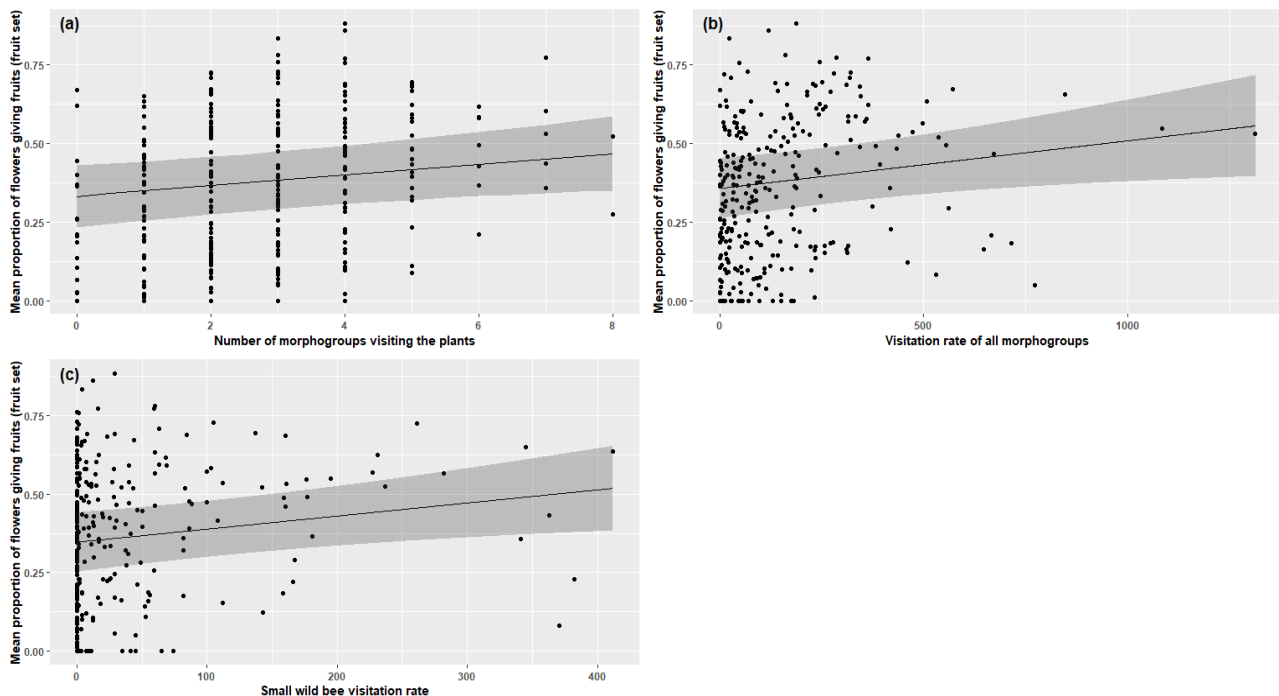 (a)
Mean proportion of flowers giving fruits (fruit set)
0.75
0.50
0.25
0.00
0 2 4 6 8
Number of morphogroups visiting the plants
(b)
Mean proportion of flowers giving fruits (fruit set)
0.75
0.50
0.25
0.00
0 500 1000
Visitation rate of all morphogroups
(c)
Mean proportion of flowers giving fruits (fruit set)
0.75
0.50
0.25
0.00
0 100 200 300 400
Small wild bee visitation rate